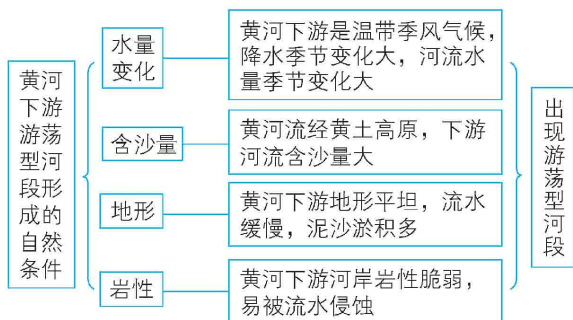 黄河
下游
游荡
型河
段形
成的
自然
条件
水量
变化
黄河下游是温带季风气候，
降水季节变化大，河流水
量季节变化大
含沙量
黄河流经黄土高原，下游
河流含沙量大
地形
黄河下游地形平坦，流水
缓慢，泥沙淤积多
岩性
黄河下游河岸岩性脆弱，
易被流水侵蚀
出
现
游
荡
型
河
段